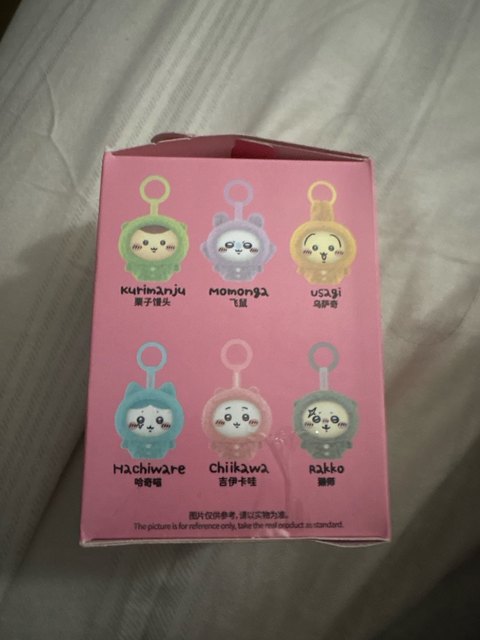 Kurimanju Momonga usagi
栗子馒头 飞鼠 乌萨奇
Hachiware Chiikawa Rakko
哈奇喵 吉伊卡哇 獭师
图片仅供参考，请以实物为准。
The picture is for reference only, take the real product as standard.